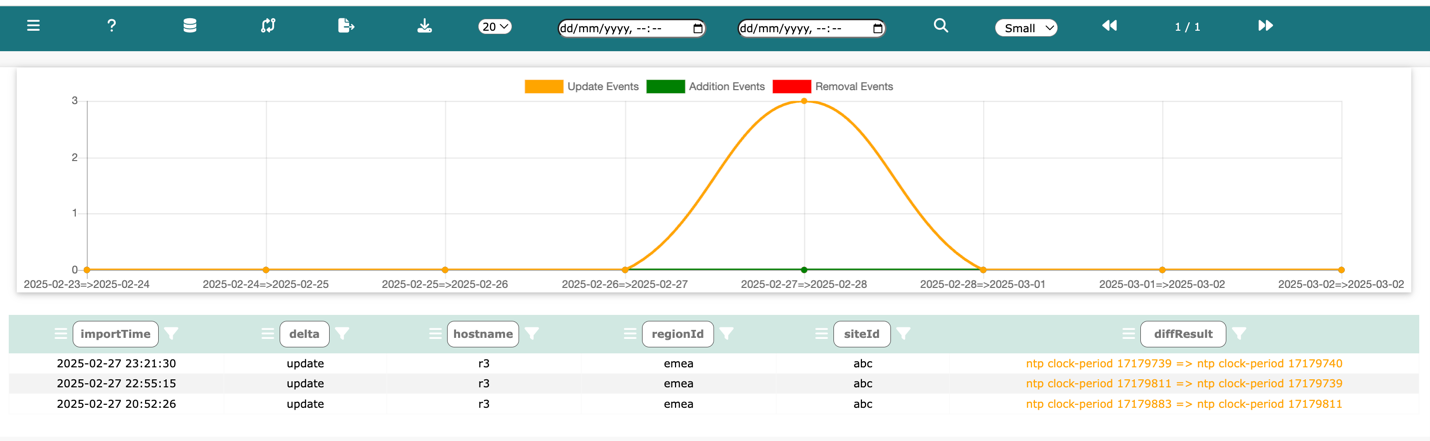 ? 20 dd/mm/yyyy, --:-- dd/mm/yyyy, --:-- Small 1 / 1
Update Events Addition Events Removal Events
3
2
1
0
2025-02-23=>2025-02-24 2025-02-24=>2025-02-25 2025-02-25=>2025-02-26 2025-02-26=>2025-02-27 2025-02-27=>2025-02-28 2025-02-28=>2025-03-01 2025-03-01=>2025-03-02 2025-03-02=>2025-03-02
importTime delta hostname regionId siteId diffResult
2025-02-27 23:21:30 update r3 emea abc ntp clock-period 17179739 => ntp clock-period 17179740
2025-02-27 22:55:15 update r3 emea abc ntp clock-period 17179811 => ntp clock-period 17179739
2025-02-27 20:52:26 update r3 emea abc ntp clock-period 17179883 => ntp clock-period 17179811